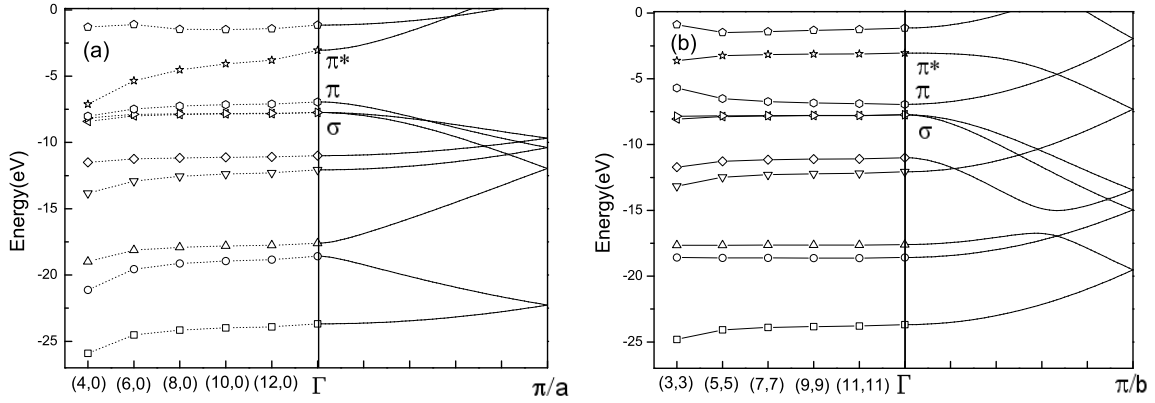 0
-5
-10
-15
-20
-25
Energy(eV)
(a)
π*
π
σ
(4,0) (6,0) (8,0) (10,0) (12,0) Γ π/a
0
-5
-10
-15
-20
-25
Energy(eV)
(b)
π*
π
σ
(3,3) (5,5) (7,7) (9,9) (11,11) Γ π/b